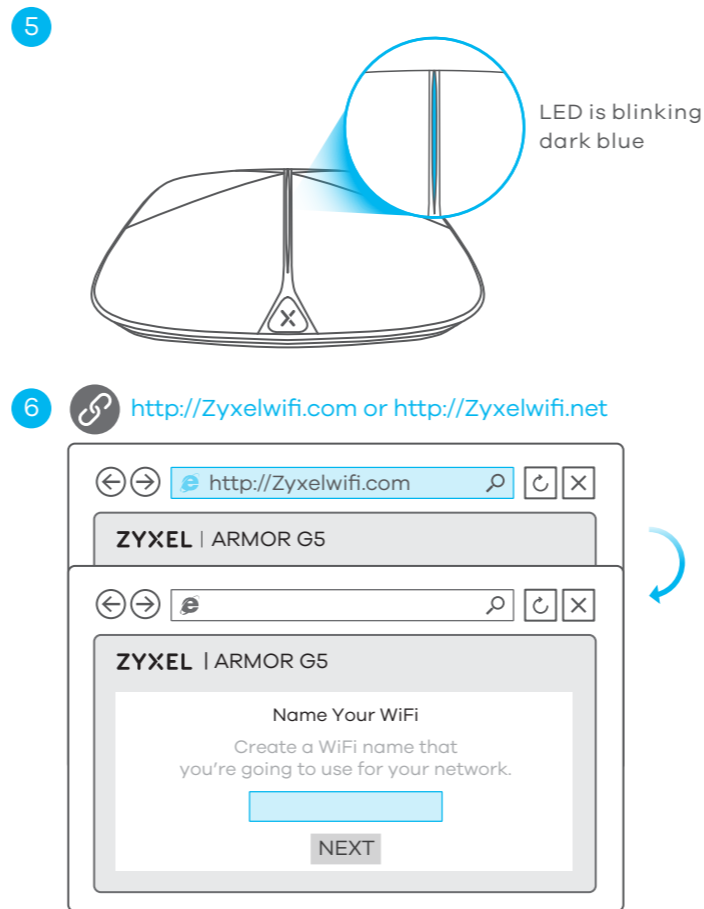 5
LED is blinking
dark blue
X
6
http://Zyxelwifi.com or http://Zyxelwifi.net
http://Zyxelwifi.com
ZYXEL | ARMOR G5
ZYXEL | ARMOR G5
Name Your WiFi
Create a WiFi name that
you're going to use for your network.
NEXT